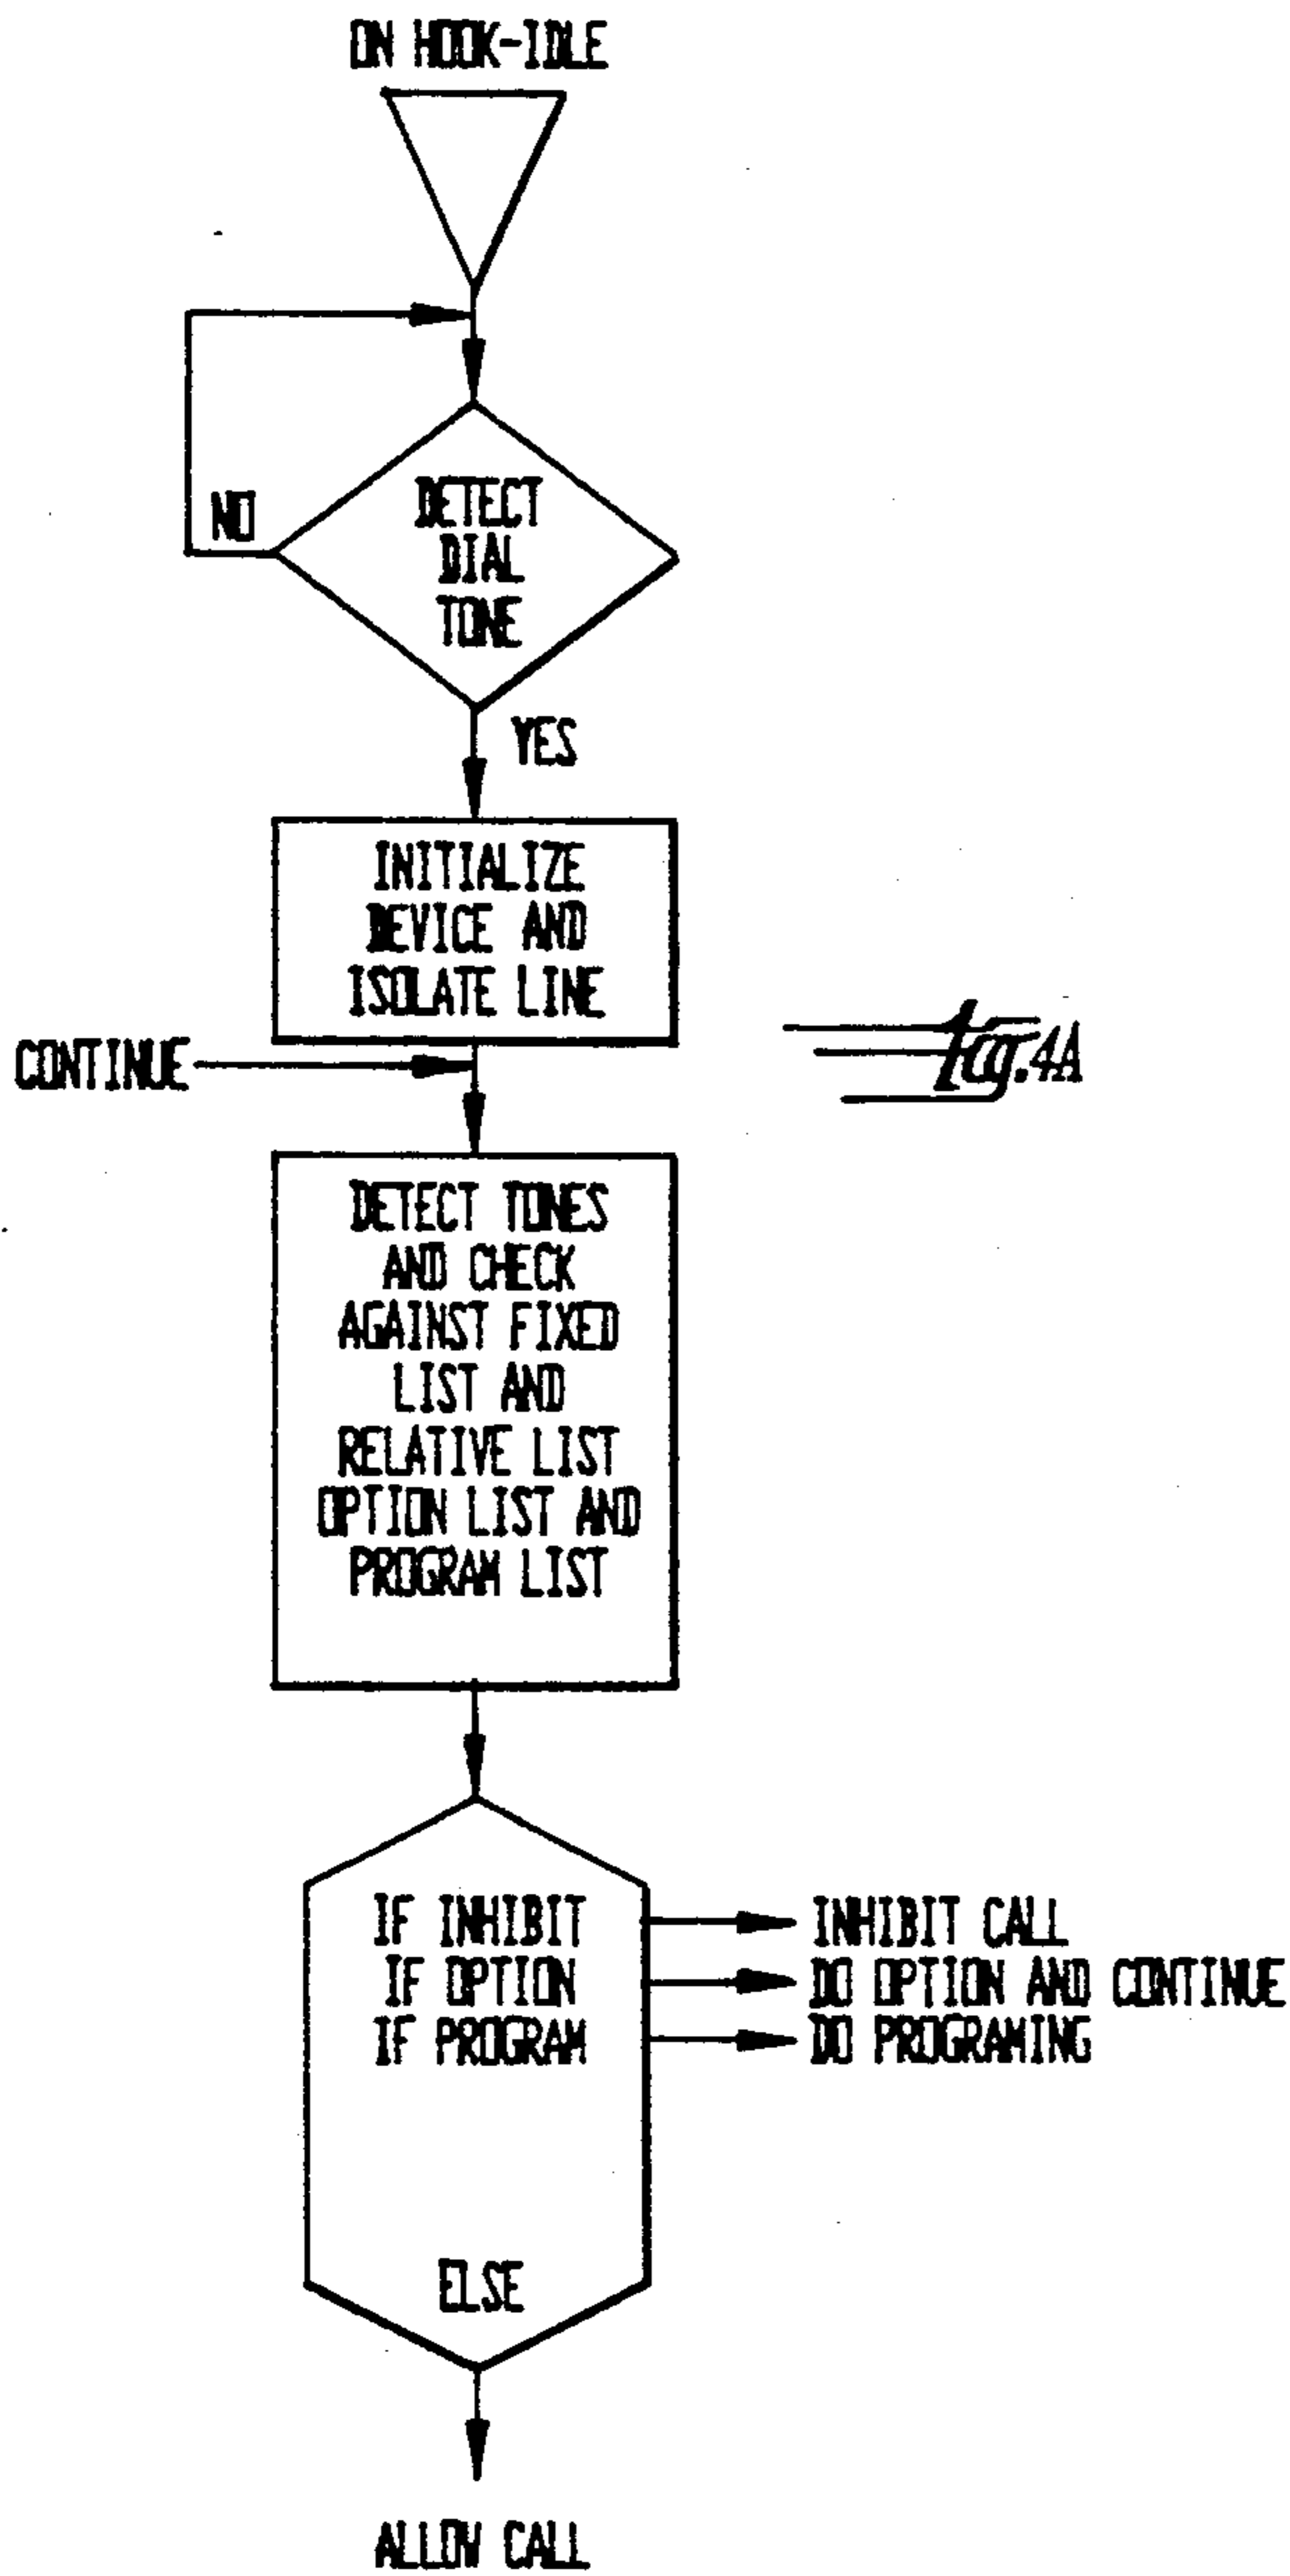 ON HOOK-IDLE
NO
DETECT
DIAL
TONE
YES
INITIALIZE
DEVICE AND
ISOLATE LINE
CONTINUE
Fig. 4A
DETECT TONES
AND CHECK
AGAINST FIXED
LIST AND
RELATIVE LIST
OPTION LIST AND
PROGRAM LIST
IF INHIBIT
INHIBIT CALL
IF OPTION
DO OPTION AND CONTINUE
IF PROGRAM
DO PROGRAMING
ELSE
ALLOW CALL